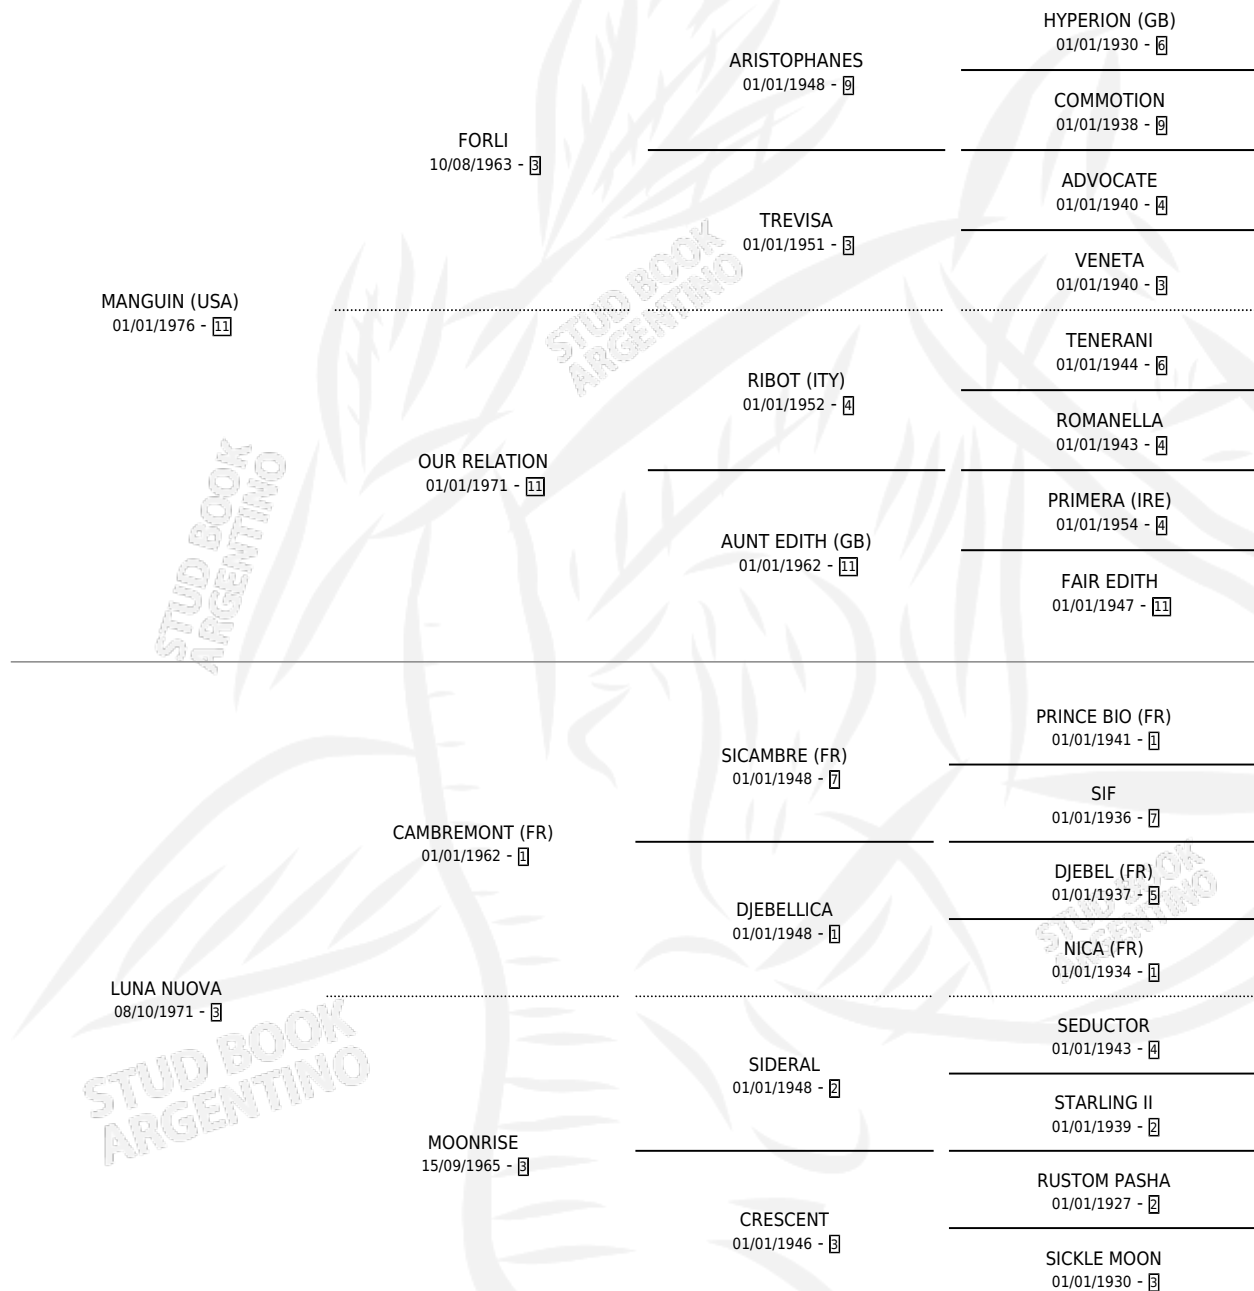 HYPERION (GB)
01/01/1930 - 6
ARISTOPHANES
01/01/1948 - 9
COMMOTION
01/01/1938 - 9
FORLI
10/08/1963 - 3
ADVOCATE
01/01/1940 - 4
TREVISA
01/01/1951 - 3
VENETA
01/01/1940 - 3
MANGUIN (USA)
01/01/1976 - 11
TENERANI
01/01/1944 - 6
RIBOT (ITY)
01/01/1952 - 4
ROMANELLA
01/01/1943 - 4
OUR RELATION
01/01/1971 - 11
PRIMERA (IRE)
01/01/1954 - 4
AUNT EDITH (GB)
01/01/1962 - 11
FAIR EDITH
01/01/1947 - 11
PRINCE BIO (FR)
01/01/1941 - 1
SICAMBRE (FR)
01/01/1948 - 7
SIF
01/01/1936 - 7
CAMBREMONT (FR)
01/01/1962 - 1
DJEBEL (FR)
01/01/1937 - 5
DJEBELLICA
01/01/1948 - 1
NICA (FR)
01/01/1934 - 1
LUNA NUOVA
08/10/1971 - 3
SEDUCTOR
01/01/1943 - 4
SIDERAL
01/01/1948 - 2
STARLING II
01/01/1939 - 2
MOONRISE
15/09/1965 - 3
RUSTOM PASHA
01/01/1927 - 2
CRESCENT
01/01/1946 - 3
SICKLE MOON
01/01/1930 - 3
STUD BOOK
ARGENTINO
STUD BOOK
ARGENTINO
STUD BOOK
ARGENTINO
STUD BOOK
ARGENTINO